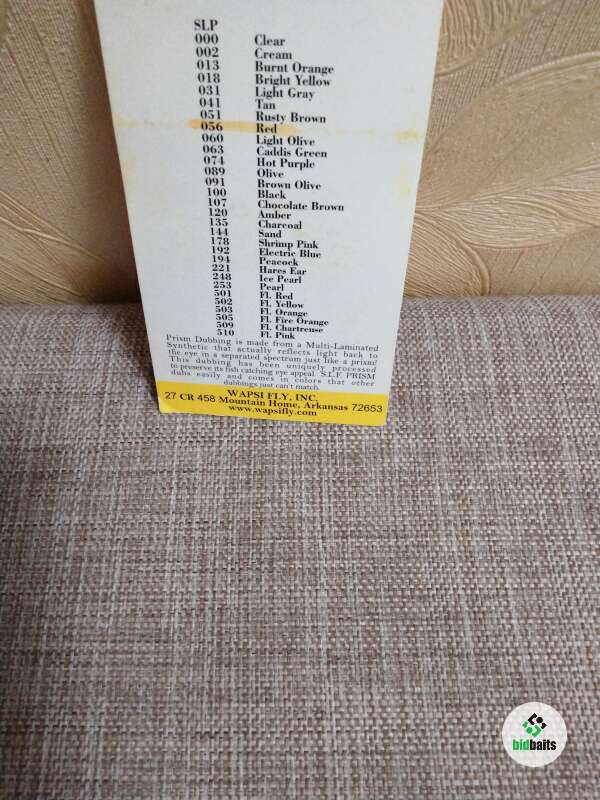 SLP
000 Clear
002 Cream
013 Burnt Orange
018 Bright Yellow
031 Light Gray
041 Tan
051 Rusty Brown
056 Red
060 Light Olive
063 Caddis Green
074 Hot Purple
089 Olive
091 Brown Olive
100 Black
107 Chocolate Brown
120 Amber
135 Charcoal
144 Sand
178 Shrimp Pink
192 Electric Blue
194 Peacock
221 Hares Ear
248 Ice Pearl
253 Pearl
501 Fl. Red
502 Fl. Yellow
503 Fl. Orange
505 Fl. Fire Orange
509 Fl. Chartreuse
510 Fl. Pink
Prism Dubbing is made from a Multi-Laminated
Synthetic that actually reflects light back to
the eye in a separated spectrum just like a prism!
This dubbing has been uniquely processed
to preserve its fish catching eye appeal. S.L.F. PRISM
dubs easily and comes in colors that other
dubbings just can't match.
WAPSI FLY, INC.
27 CR 458 Mountain Home, Arkansas 72653
www.wapsifly.com
bidbaits